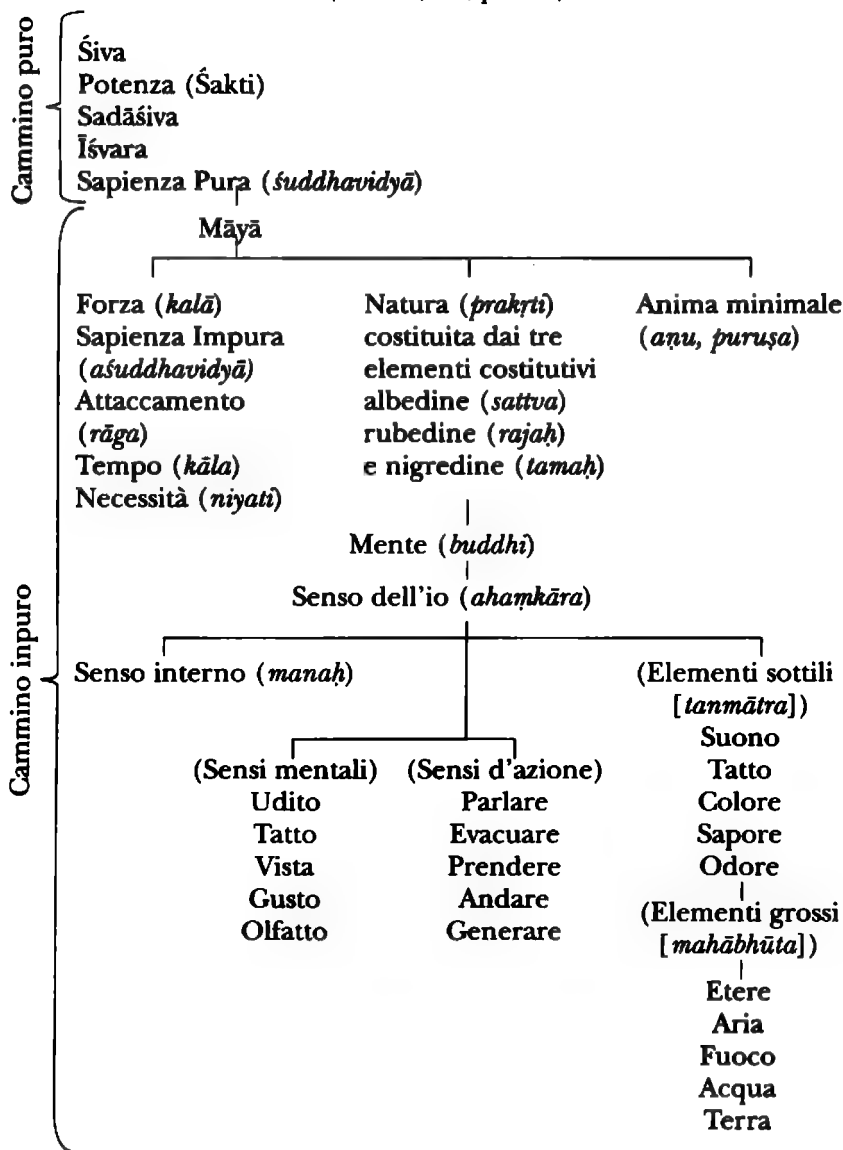 Cammino puro
Śiva
Potenza (Śakti)
Sadāśiva
Īśvara
Sapienza Pura (śuddhavidyā)
Cammino inpuro
Māyā
Forza (kalā)
Sapienza Impura
(aśuddhavidyā)
Attaccamento
(rāga)
Tempo (kāla)
Necessità (niyati)
Natura (prakṛti)
costituita dai tre
elementi costitutivi
albedine (sattva)
rubedine (rajaḥ)
e nigredine (tamaḥ)
Anima minimale
(aṇu, puruṣa)
Mente (buddhi)
Senso dell'io (ahaṃkāra)
Senso interno (manaḥ)
(Sensi mentali)
Udito
Tatto
Vista
Gusto
Olfatto
(Sensi d'azione)
Parlare
Evacuare
Prendere
Andare
Generare
(Elementi sottili
[tanmātra])
Suono
Tatto
Colore
Sapore
Odore
(Elementi grossi
[mahābhūta])
Etere
Aria
Fuoco
Acqua
Terra